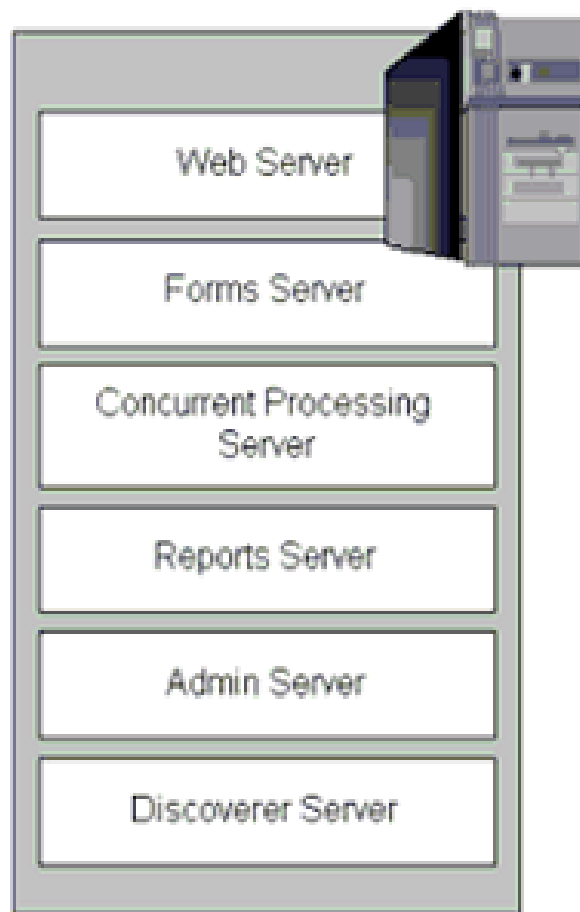 Web Server
Forms Server
Concurrent Processing
Server
Reports Server
Admin Server
Discoverer Server